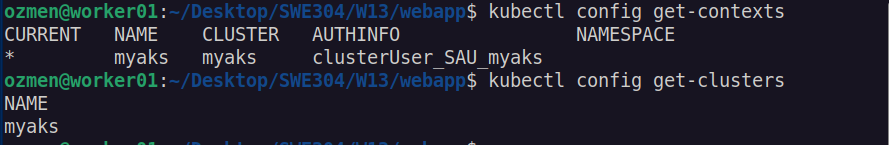 ozmen@worker01:~/Desktop/SWE304/W13/webapp$ kubectl config get-contexts
CURRENT   NAME    CLUSTER   AUTHINFO                NAMESPACE
*         myaks   myaks     clusterUser_SAU_myaks
ozmen@worker01:~/Desktop/SWE304/W13/webapp$ kubectl config get-clusters
NAME
myaks